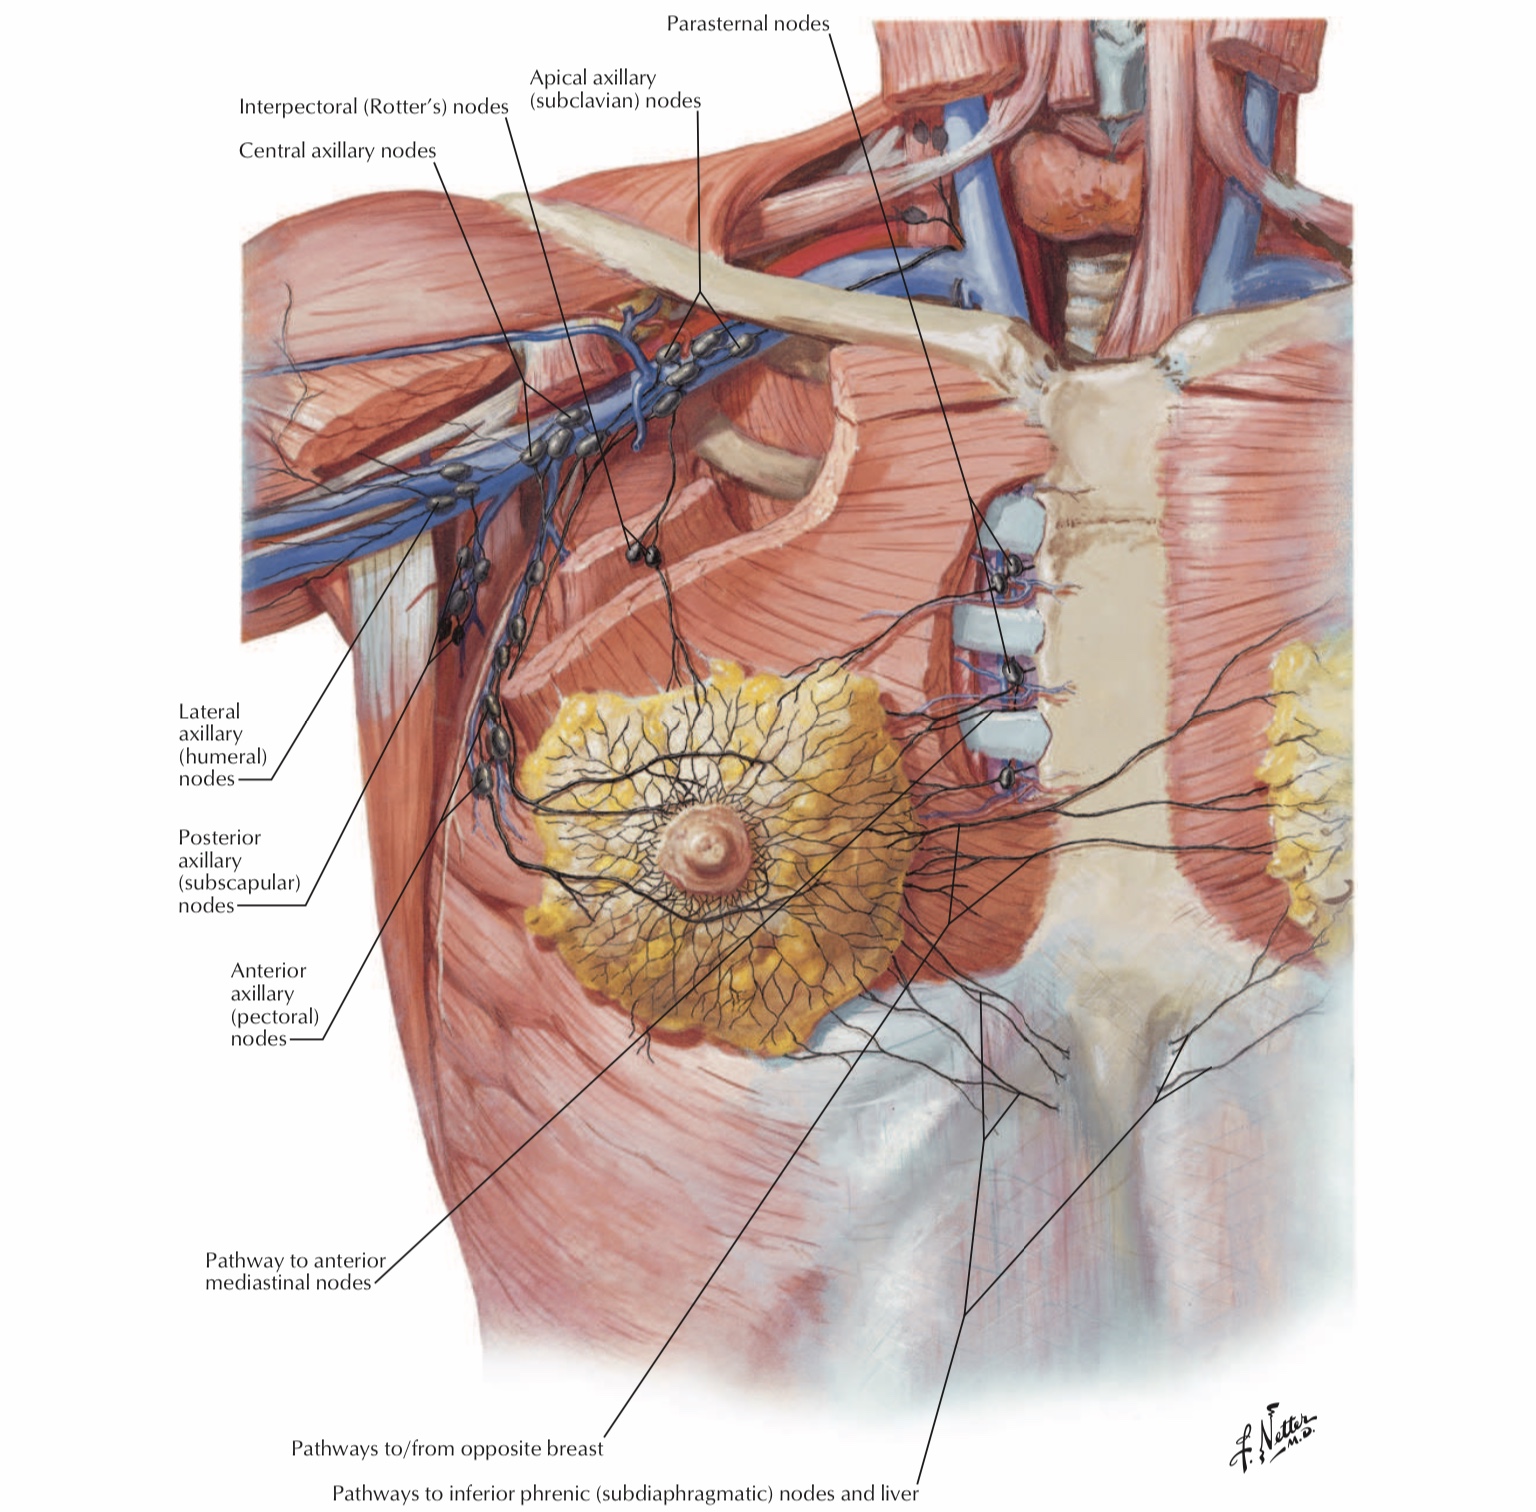 Parasternal nodes
Apical axillary
(subclavian) nodes
Interpectoral (Rotter’s) nodes
Central axillary nodes
Lateral
axillary
(humeral)
nodes
Posterior
axillary
(subscapular)
nodes
Anterior
axillary
(pectoral)
nodes
Pathway to anterior
mediastinal nodes
Pathways to/from opposite breast
Pathways to inferior phrenic (subdiaphragmatic) nodes and liver
F. Netter
M.D.